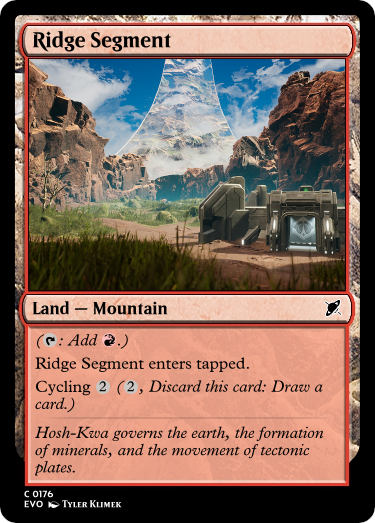 Ridge Segment
Land — Mountain
(T: Add R.)
Ridge Segment enters tapped.
Cycling 2 (2, Discard this card: Draw a
card.)
Hosh-Kwa governs the earth, the formation
of minerals, and the movement of tectonic
plates.
C 0176
EVO Tyler Klimek